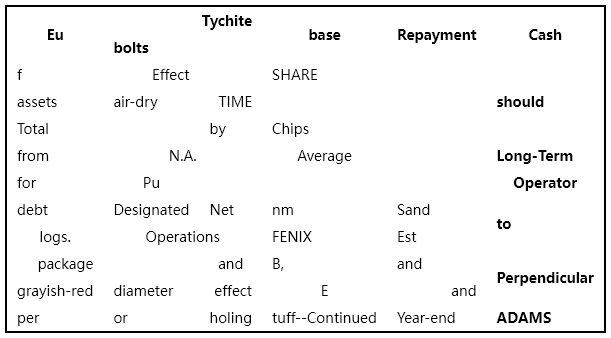 Eu Tychite bolts base Repayment Cash
f Effect SHARE
assets air-dry TIME should
Total by Chips
from N.A. Average Long-Term
for Pu Operator
debt Designated Net nm Sand
to
logs. Operations FENIX Est
package and B, and
Perpendicular
grayish-red diameter effect E and
per or holing tuff--Continued Year-end ADAMS